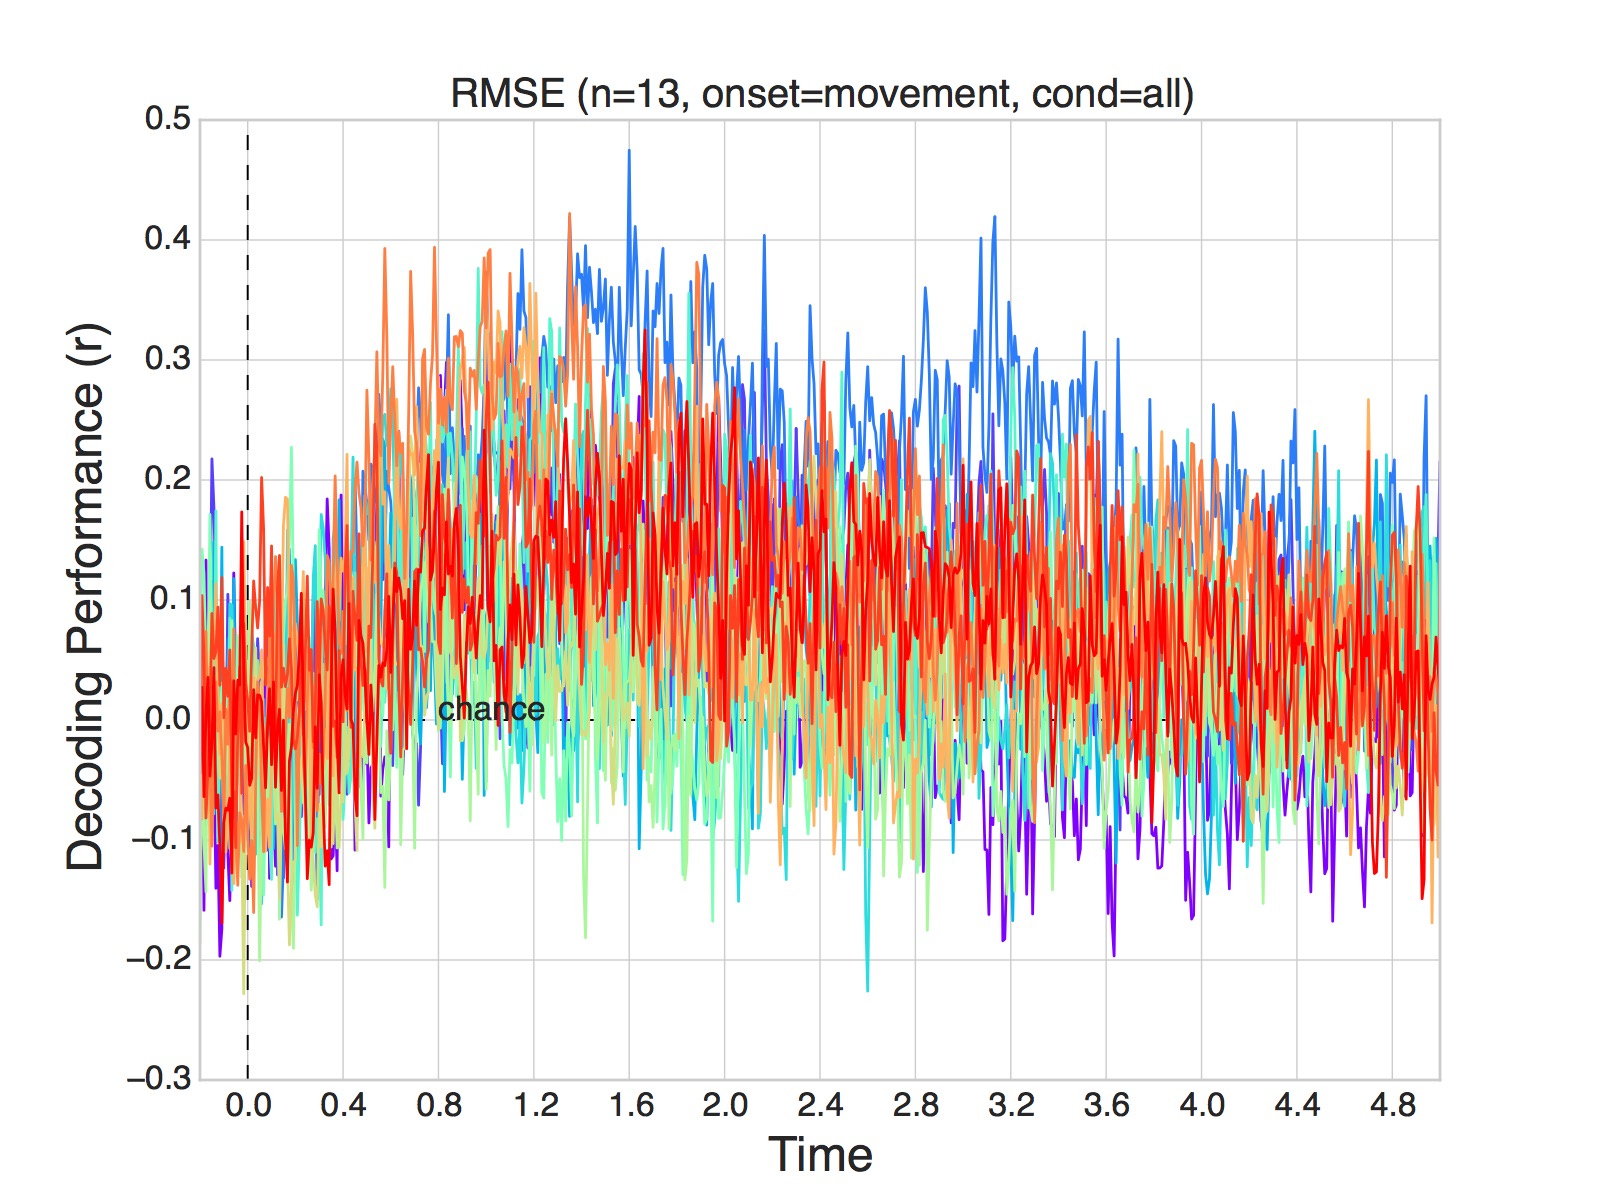 RMSE (n=13, onset=movement, cond=all)
0.5
0.4
0.3
0.2
0.1
0.0
−0.1
−0.2
−0.3
Decoding Performance (r)
chance
0.0 0.4 0.8 1.2 1.6 2.0 2.4 2.8 3.2 3.6 4.0 4.4 4.8
Time